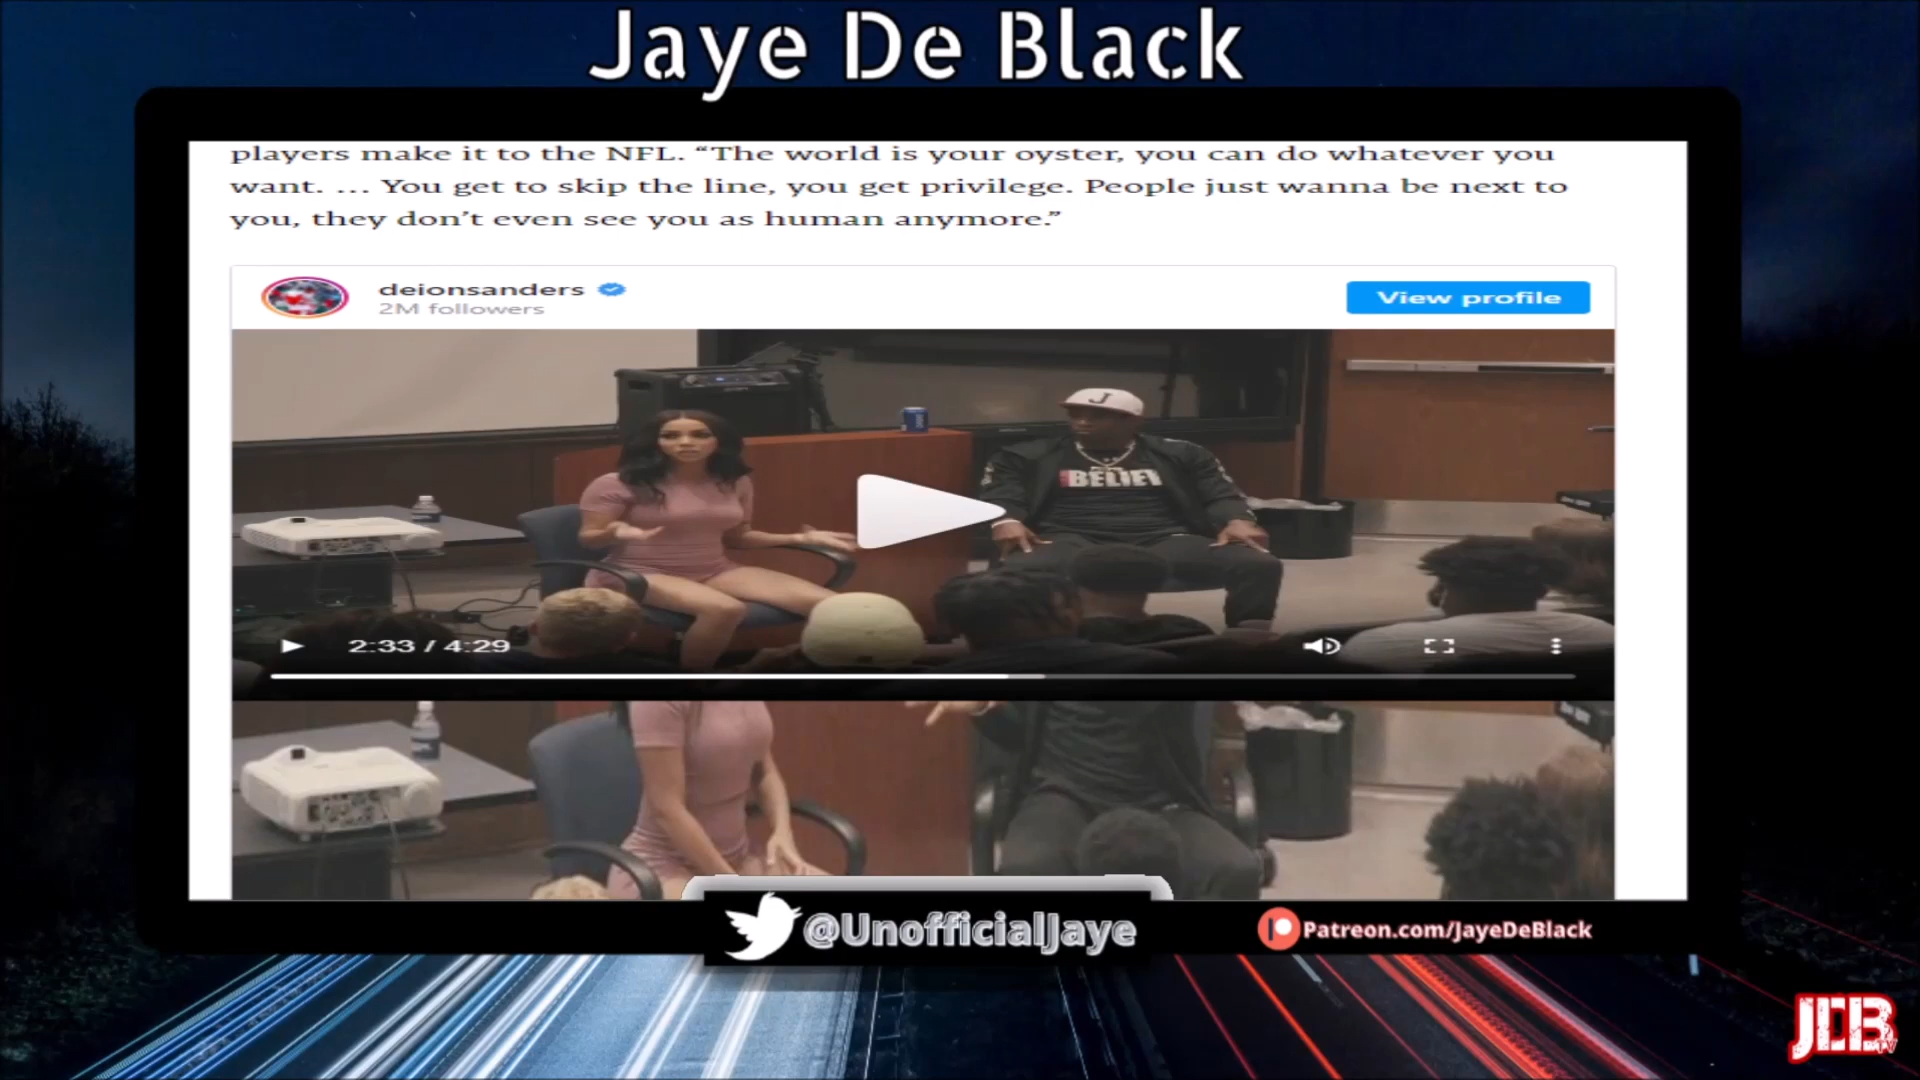 Jaye De Black
players make it to the NFL. “The world is your oyster, you can do whatever you
want. … You get to skip the line, you get privilege. People just wanna be next to
you, they don’t even see you as human anymore.”
deionsanders
2M followers
View profile
J
BELIEF
2:33 / 4:29
@UnofficialJaye
Patreon.com/JayeDeBlack
JDB
TV